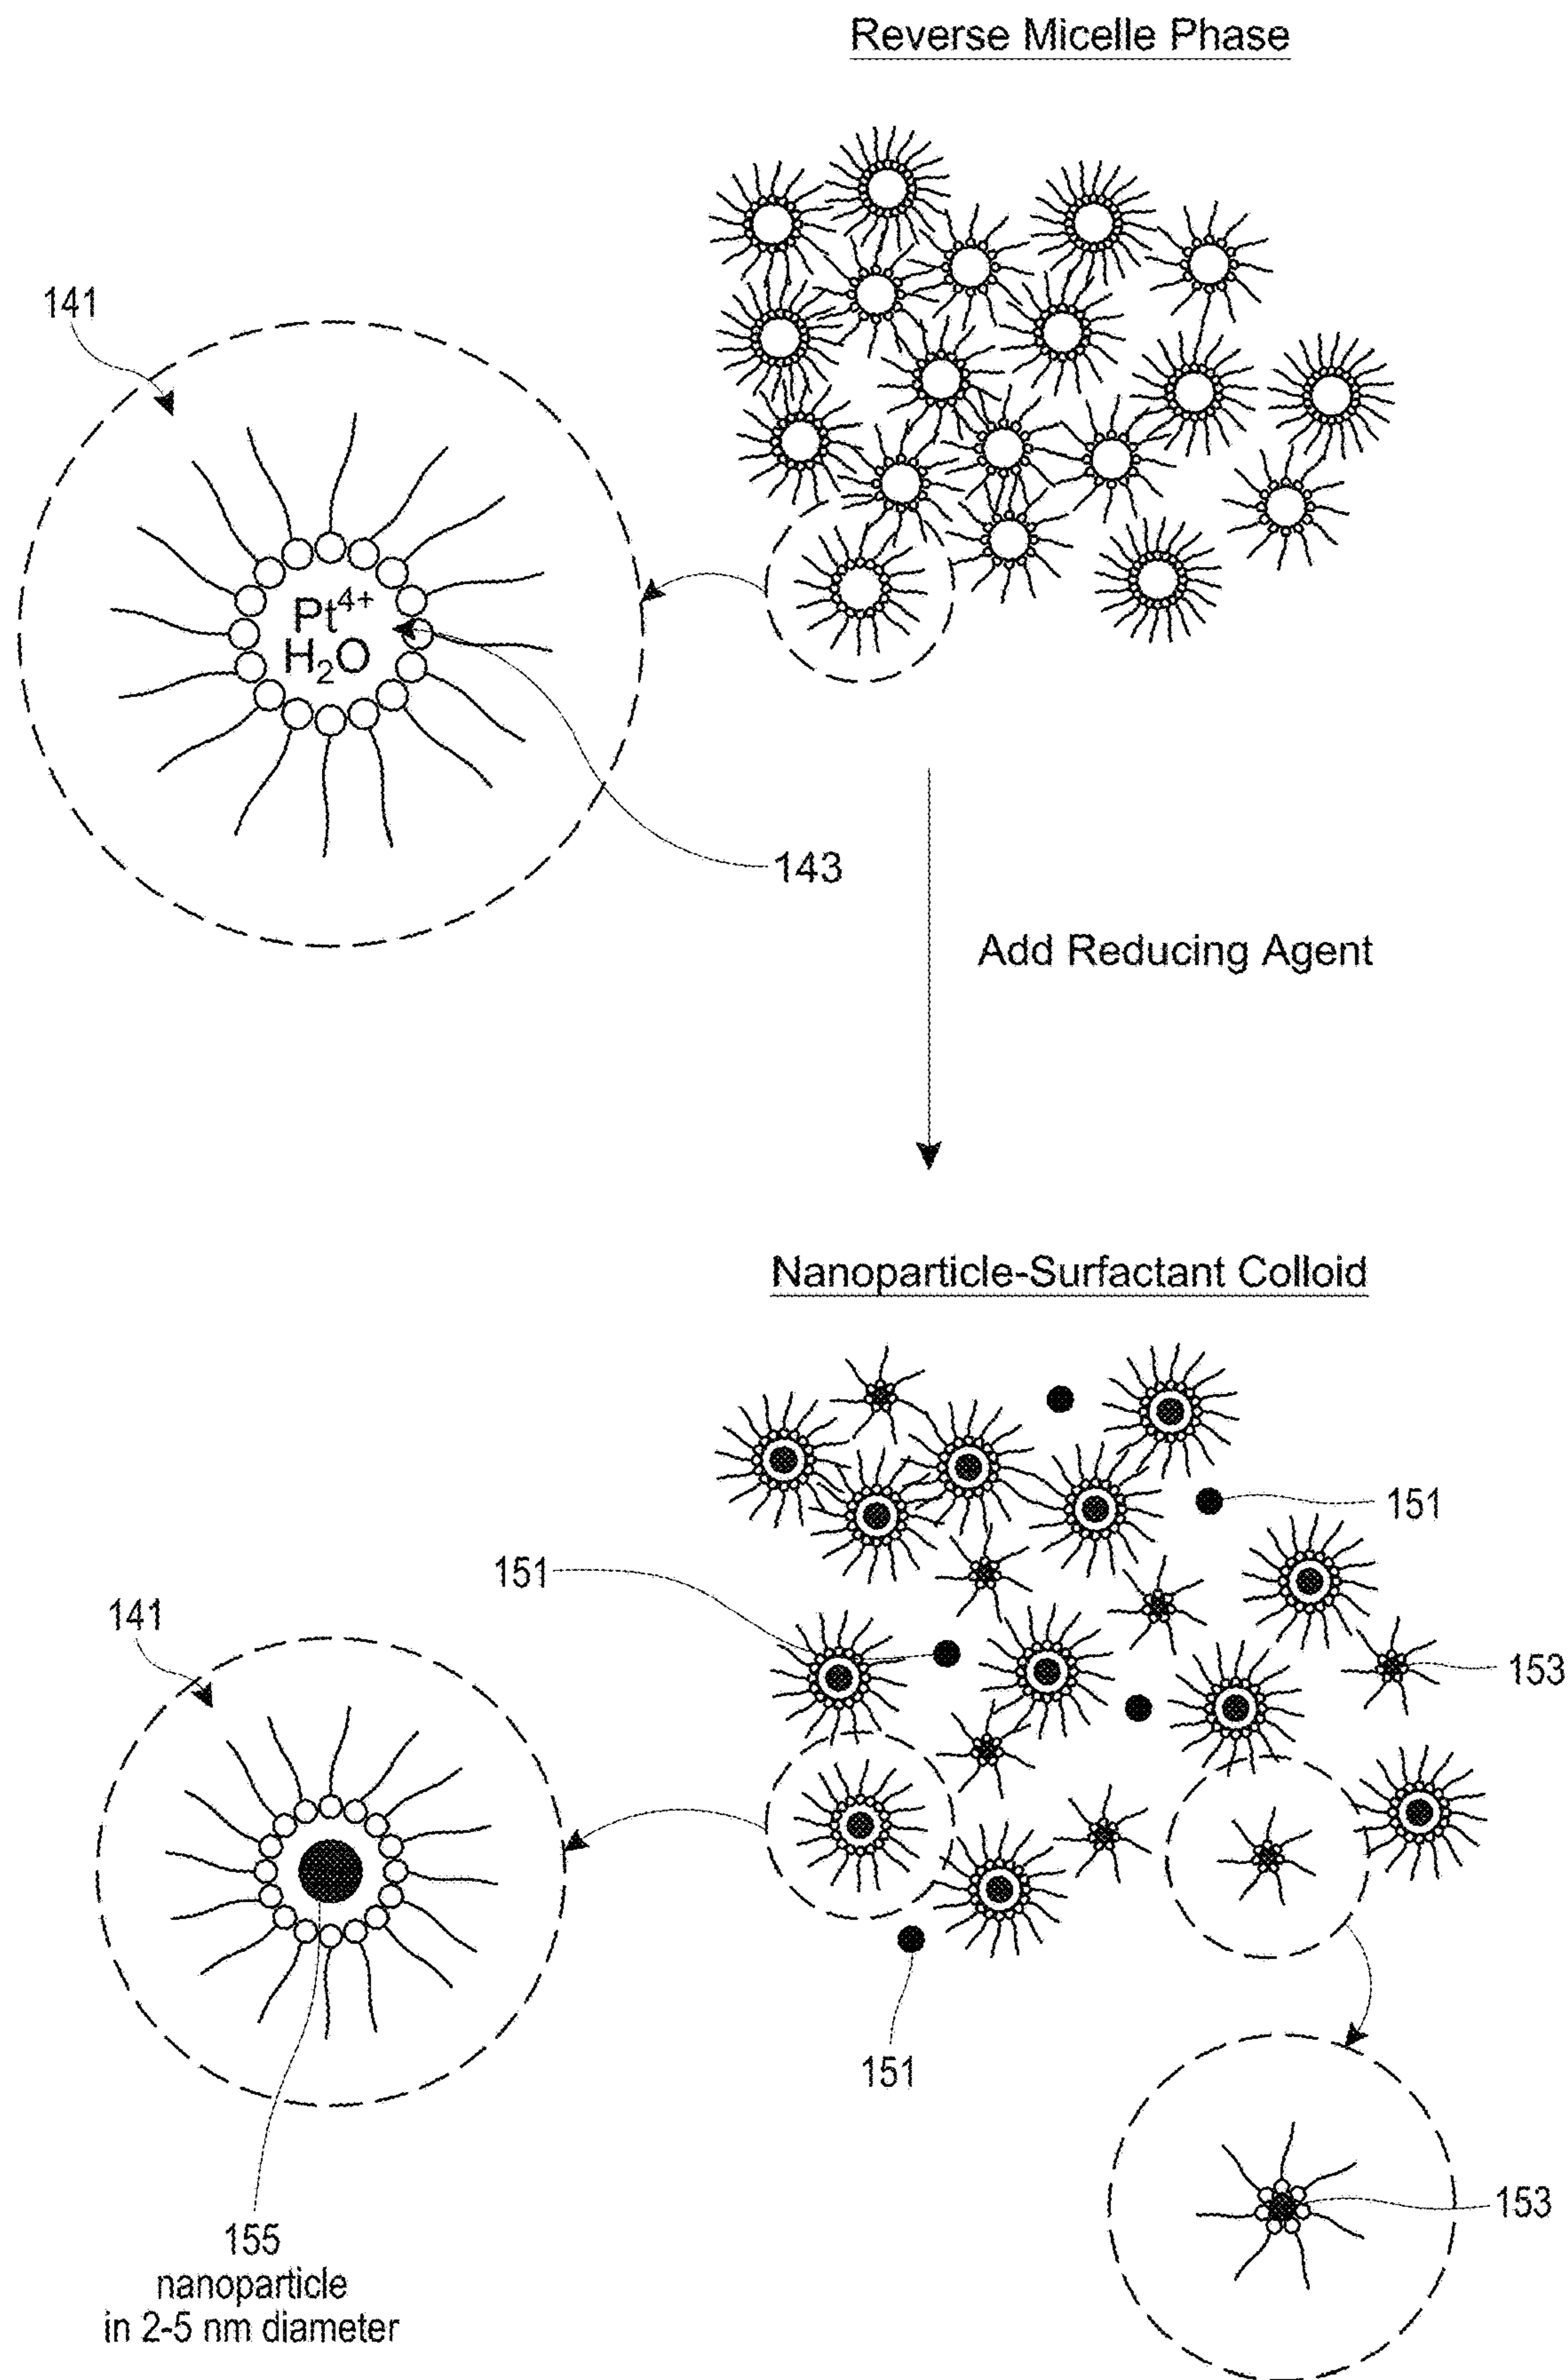 Reverse Micelle Phase
141
Pt⁴⁺
H₂O
143
Add Reducing Agent
Nanoparticle-Surfactant Colloid
151
151
141
153
151
153
155
nanoparticle
in 2-5 nm diameter